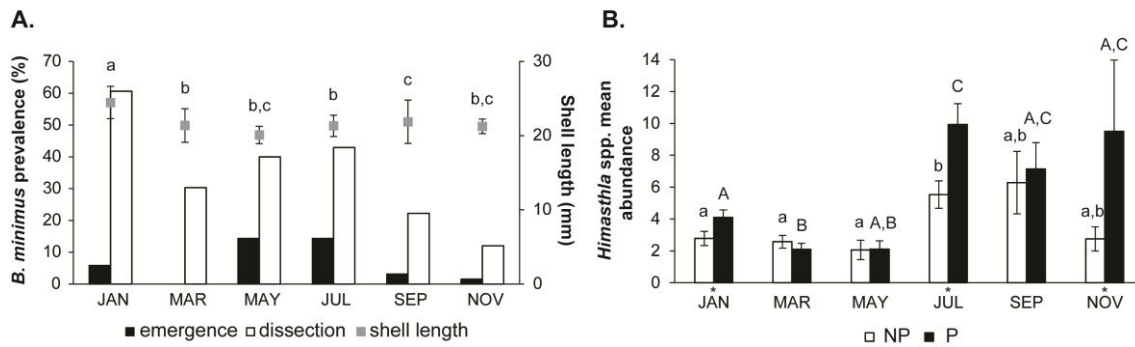 A.
B. minimus prevalence (%)
70
60
50
40
30
20
10
0
a
b
b,c
b
c
b,c
30
20
10
0
Shell length (mm)
JAN MAR MAY JUL SEP NOV
emergence dissection shell length
B.
Himasthla spp. mean
abundance
14
12
10
8
6
4
2
0
a A
a B
a A,B
b C
a,b A,C
a,b A,C
* * *
JAN MAR MAY JUL SEP NOV
NP P